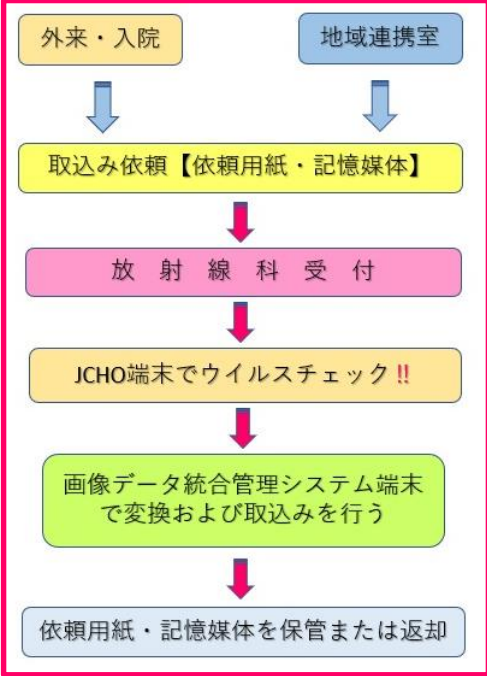 外来・入院
地域連携室
取込み依頼【依頼用紙・記憶媒体】
放 射 線 科 受 付
JCHO端末でウイルスチェック‼
画像データ統合管理システム端末
で変換および取込みを行う
依頼用紙・記憶媒体を保管または返却